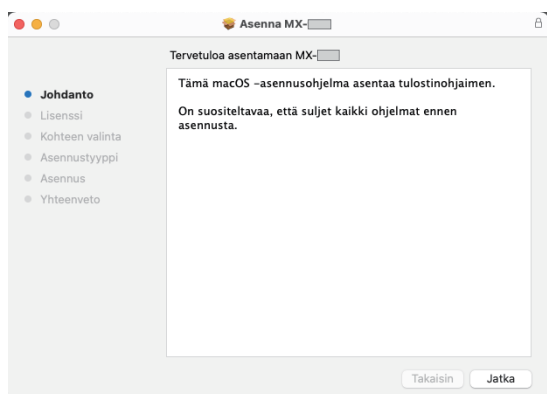 Asenna MX-
Tervetuloa asentamaan MX-
Johdanto
Lisenssi
Kohteen valinta
Asennustyyppi
Asennus
Yhteenveto
Tämä macOS –asennusohjelma asentaa tulostinohjaimen.
On suositeltavaa, että suljet kaikki ohjelmat ennen
asennusta.
Takaisin
Jatka